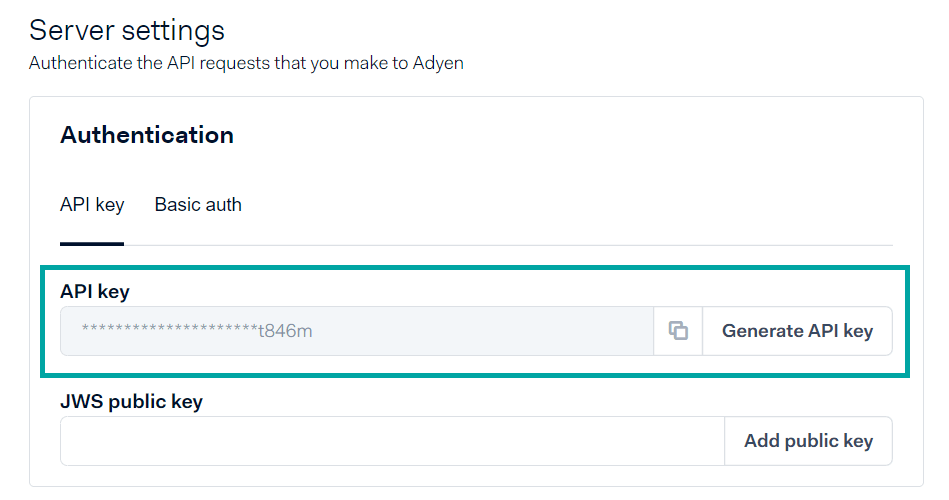 Server settings
Authenticate the API requests that you make to Adyen
Authentication
API key Basic auth
API key
*********************t846m Generate API key
JWS public key
Add public key